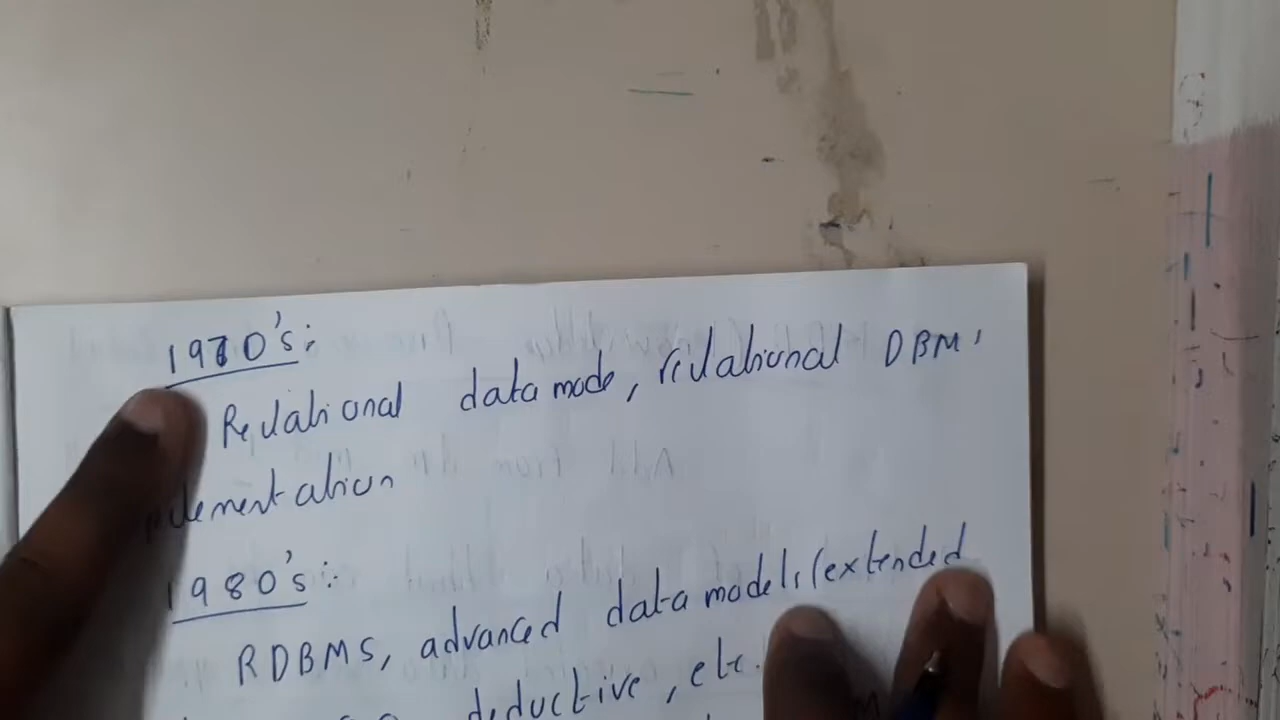 1970's:
Relational data mode, relational DBMS
plementation
1980's:
RDBMS, advanced data models (extended
deductive, etc.